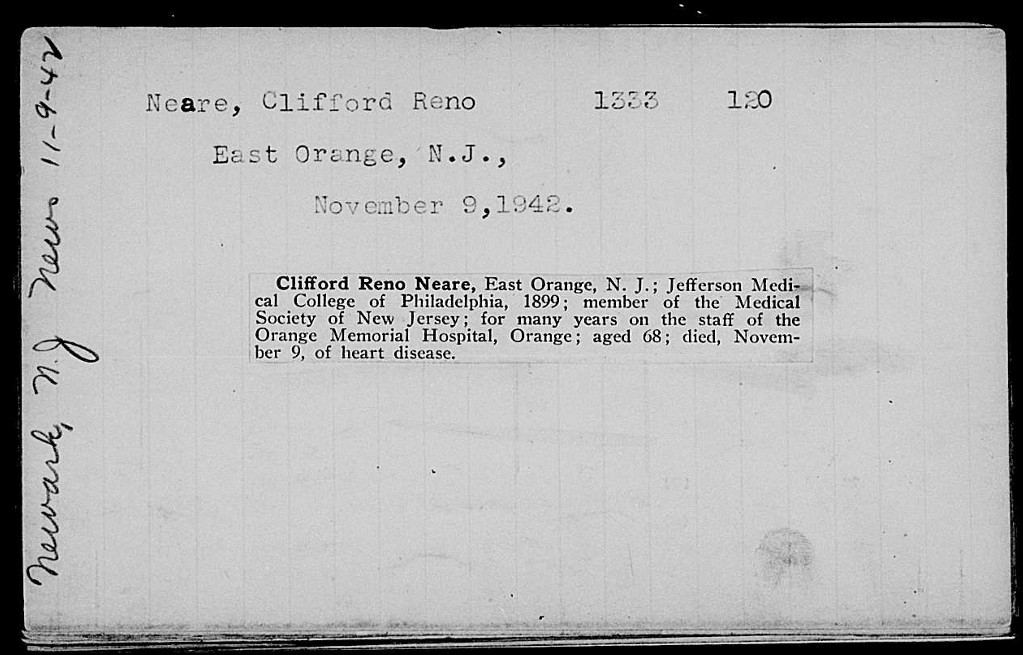 Newark, N.J. News 11-9-42
Neare, Clifford Reno 1333 120
East Orange, N.J.,
November 9,1942.
Clifford Reno Neare, East Orange, N. J.; Jefferson Medi-
cal College of Philadelphia, 1899; member of the Medical
Society of New Jersey; for many years on the staff of the
Orange Memorial Hospital, Orange; aged 68; died, Novem-
ber 9, of heart disease.